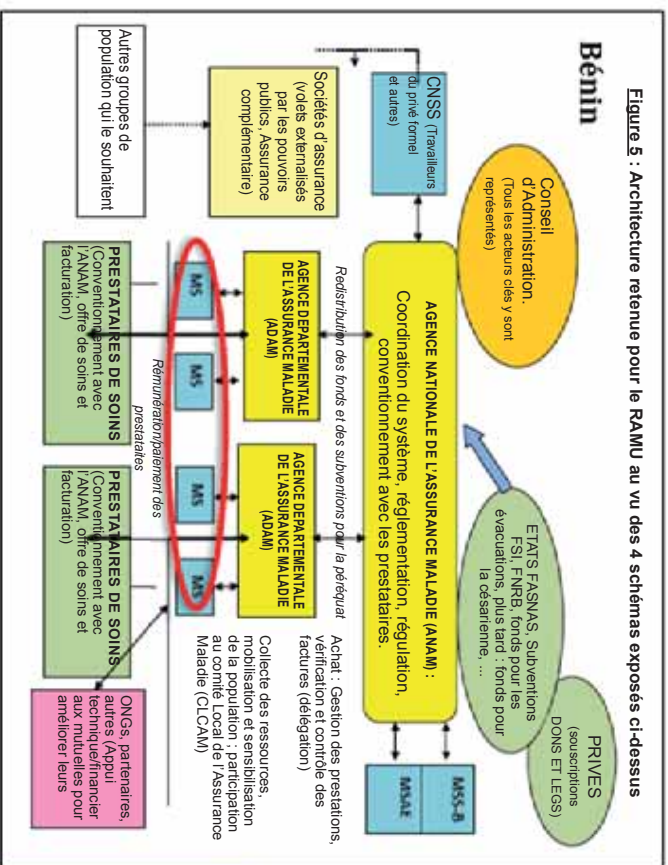 Figure 5 : Architecture retenue pour le RAMU au vu des 4 schémas exposés ci-dessus
Bénin
Conseil
d'Administration.
(Tous les acteurs clés y sont
représentés)
ETATS FASNAS, Subventions
FSI, FNRB, fonds pour les
évacuations, plus tard : fonds pour
la césarienne, ...
PRIVES
(souscriptions
DONS ET LEGS)
CNSS (Travailleurs
du privé formel
et autres)
AGENCE NATIONALE DE L'ASSURANCE MALADIE (ANAM) :
Coordination du système, réglementation, régulation,
conventionnement avec les prestataires.
MSS-B
MSAE
Redistribution des fonds et des subventions pour la péréquat
Sociétés d'assurance
(volets externalisés
par les pouvoirs
publics, Assurance
complémentaire)
AGENCE DEPARTEMENTALE
DE L'ASSURANCE MALADIE
(ADAM)
AGENCE DEPARTEMENTALE
DE L'ASSURANCE MALADIE
(ADAM)
Achat : Gestion des prestations,
vérification et contrôle des
factures (délégation)
MS
MS
MS
MS
Collecte des ressources,
mobilisation et sensibilisation
de la population ; participation
au comité Local de l'Assurance
Maladie (CLCAM)
Rémunération/paiement des
prestataites
Autres groupes de
population qui le souhaitent
PRESTATAIRES DE SOINS
(Conventionnement avec
l'ANAM, offre de soins et
facturation)
PRESTATAIRES DE SOINS
(Conventionnement avec
l'ANAM, offre de soins et
facturation)
ONGs, partenaires,
autres (Appui
technique/financier
aux mutuelles pour
améliorer leurs